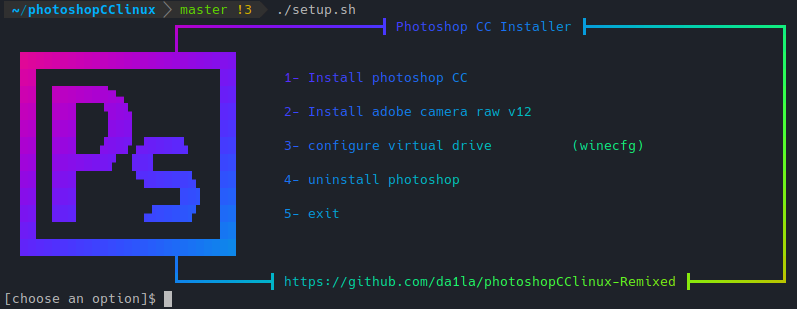 ~/photoshopCClinux master !3 ./setup.sh
Photoshop CC Installer
Ps
1- Install photoshop CC
2- Install adobe camera raw v12
3- configure virtual drive (winecfg)
4- uninstall photoshop
5- exit
https://github.com/da1la/photoshopCClinux-Remixed
[choose an option]$